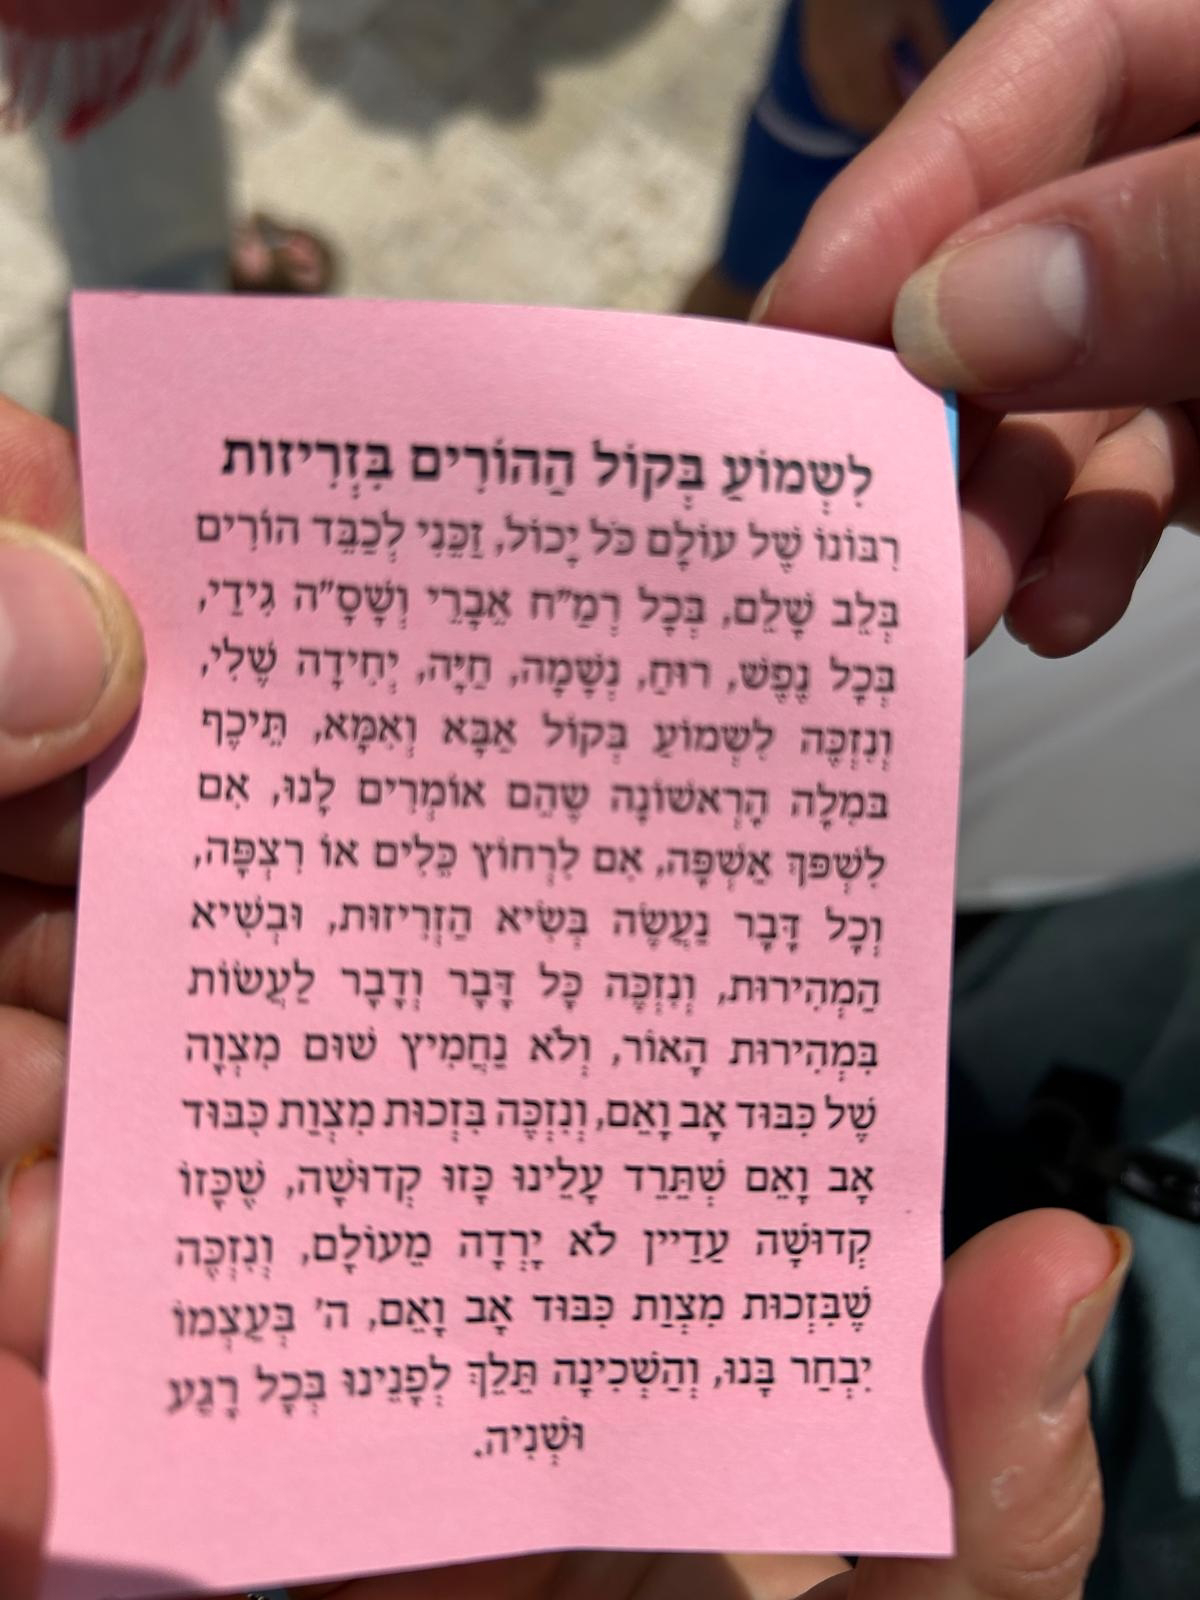 לִשְׁמוֹעַ בְּקוֹל הַהוֹרִים בִּזְרִיזוּת
רִבּוֹנוֹ שֶׁל עוֹלָם כֹּל יָכוֹל, זַכֵּנִי לְכַבֵּד הוֹרִים
בְּלֵב שָׁלֵם, בְּכָל רְמַ״ח אֵבָרֵי וְשָׁסָ״ה גִּידַי,
בְּכָל נֶפֶשׁ, רוּחַ, נְשָׁמָה, חַיָּה, יְחִידָה שֶׁלִּי,
וְנִזְכֶּה לִשְׁמוֹעַ בְּקוֹל אַבָּא וְאִמָּא, תֵּיכֶף
בַּמִּלָּה הָרִאשׁוֹנָה שֶׁהֵם אוֹמְרִים לָנוּ, אִם
לִשְׁפֹּךְ אַשְׁפָּה, אִם לִרְחוֹץ כֵּלִים אוֹ רִצְפָּה,
וְכָל דָּבָר נַעֲשֶׂה בְּשִׂיא הַזְּרִיזוּת, וּבְשִׂיא
הַמְּהִירוּת, וְנִזְכֶּה כָּל דָּבָר וְדָבָר לַעֲשׂוֹת
בִּמְהִירוּת הָאוֹר, וְלֹא נַחֲמִיץ שׁוּם מִצְוָה
שֶׁל כִּבּוּד אָב וָאֵם, וְנִזְכֶּה בִּזְכוּת מִצְוַת כִּבּוּד
אָב וָאֵם שֶׁתֵּרֵד עָלֵינוּ כָּזוּ קְדוּשָׁה, שֶׁכָּזוֹ
קְדוּשָׁה עֲדַיִין לֹא יָרְדָה מֵעוֹלָם, וְנִזְכֶּה
שֶׁבִּזְכוּת מִצְוַת כִּבּוּד אָב וָאֵם, ה׳ בְּעַצְמוֹ
יִבְחַר בָּנוּ, וְהַשְּׁכִינָה תֵּלֵךְ לְפָנֵינוּ בְּכָל רֶגַע
וּשְׁנִיה.